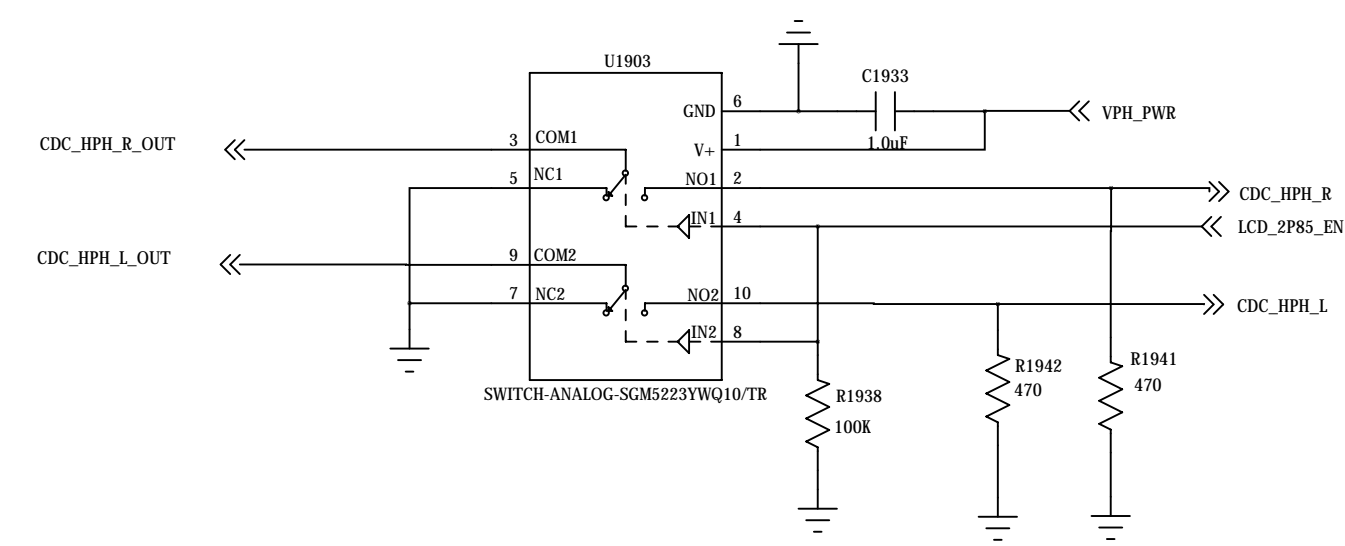 U1903
C1933
GND 6
VPH_PWR
CDC_HPH_R_OUT
3 COM1
V+ 1
1.0uF
5 NC1
NO1 2
CDC_HPH_R
IN1 4
LCD_2P85_EN
CDC_HPH_L_OUT
9 COM2
7 NC2
NO2 10
CDC_HPH_L
IN2 8
SWITCH-ANALOG-SGM5223YWQ10/TR
R1938
100K
R1942
470
R1941
470